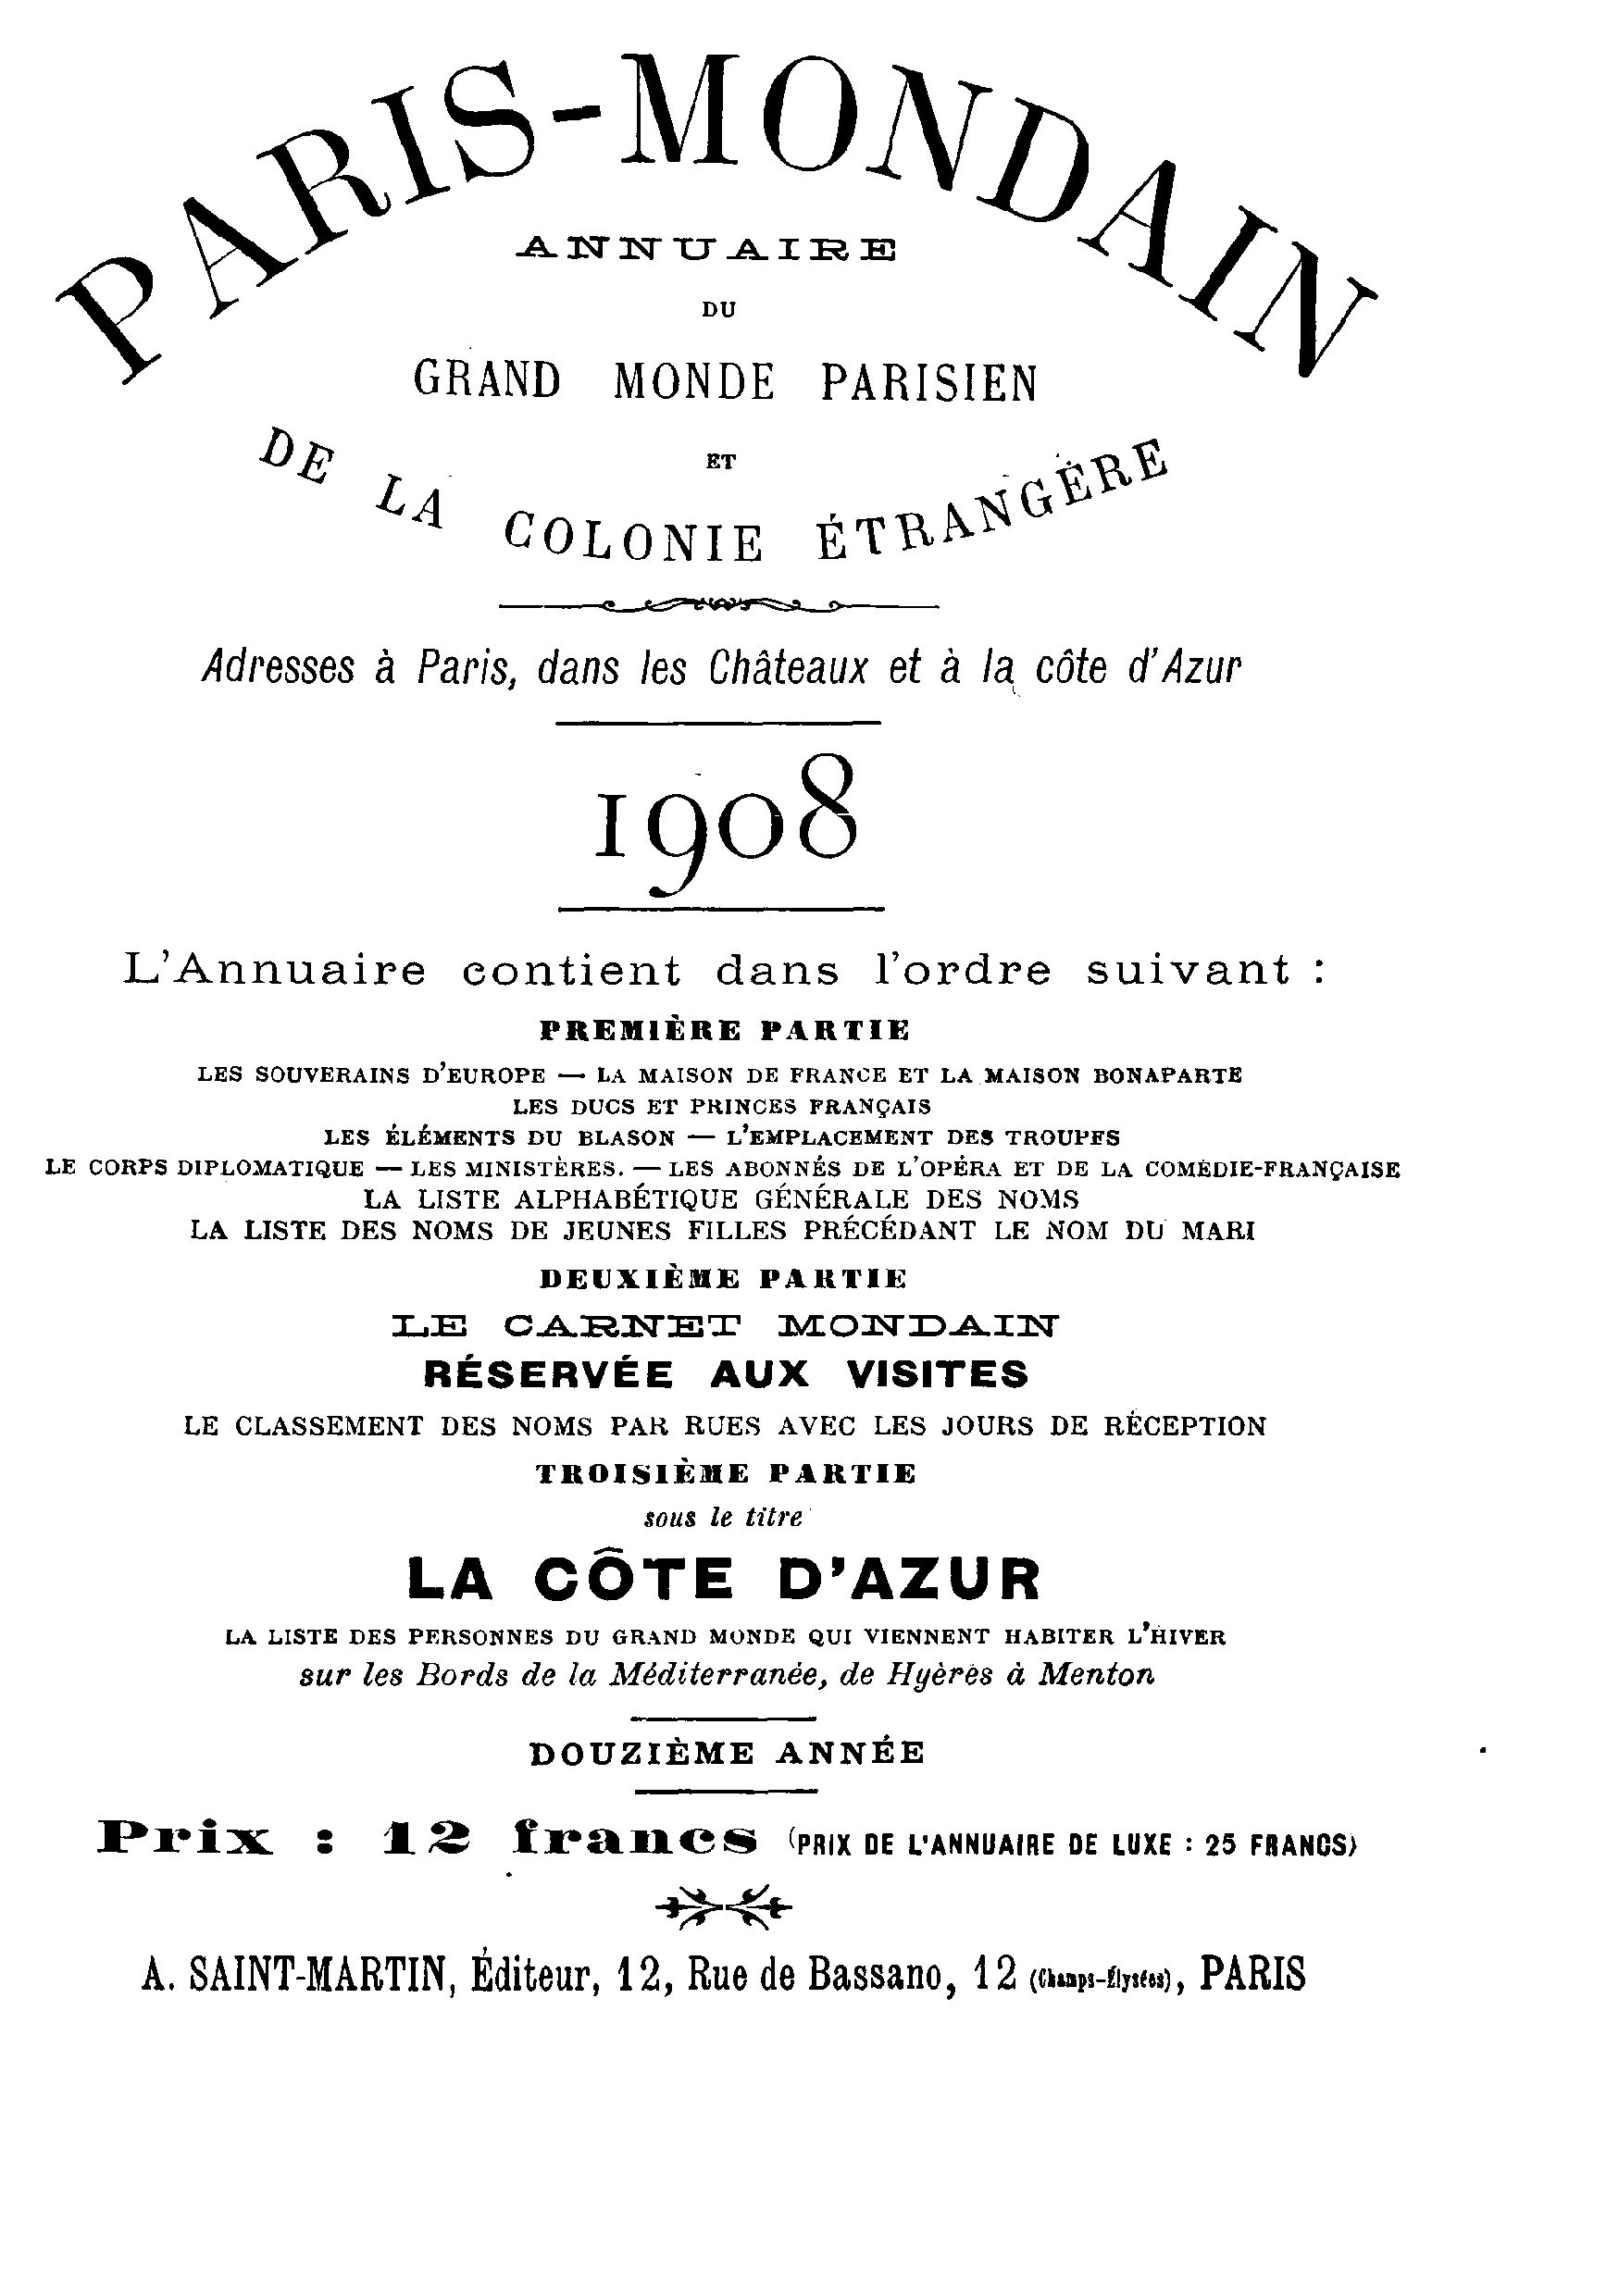 PARIS-MONDAIN
ANNUAIRE
DU
GRAND MONDE PARISIEN
ET
DE LA COLONIE ÉTRANGÈRE
Adresses à Paris, dans les Châteaux et à la côte d'Azur
1908
L'Annuaire contient dans l'ordre suivant :
PREMIÈRE PARTIE
LES SOUVERAINS D'EUROPE — LA MAISON DE FRANCE ET LA MAISON BONAPARTE
LES DUCS ET PRINCES FRANÇAIS
LES ÉLÉMENTS DU BLASON — L'EMPLACEMENT DES TROUPES
LE CORPS DIPLOMATIQUE — LES MINISTÈRES. — LES ABONNÉS DE L'OPÉRA ET DE LA COMÉDIE-FRANÇAISE
LA LISTE ALPHABÉTIQUE GÉNÉRALE DES NOMS
LA LISTE DES NOMS DE JEUNES FILLES PRÉCÉDANT LE NOM DU MARI
DEUXIÈME PARTIE
LE CARNET MONDAIN
RÉSERVÉE AUX VISITES
LE CLASSEMENT DES NOMS PAR RUES AVEC LES JOURS DE RÉCEPTION
TROISIÈME PARTIE
sous le titre
LA CÔTE D'AZUR
LA LISTE DES PERSONNES DU GRAND MONDE QUI VIENNENT HABITER L'HIVER
sur les Bords de la Méditerranée, de Hyères à Menton
DOUZIÈME ANNÉE
Prix : 12 francs (PRIX DE L'ANNUAIRE DE LUXE : 25 FRANCS)
A. SAINT-MARTIN, Éditeur, 12, Rue de Bassano, 12 (Champs-Élysées), PARIS